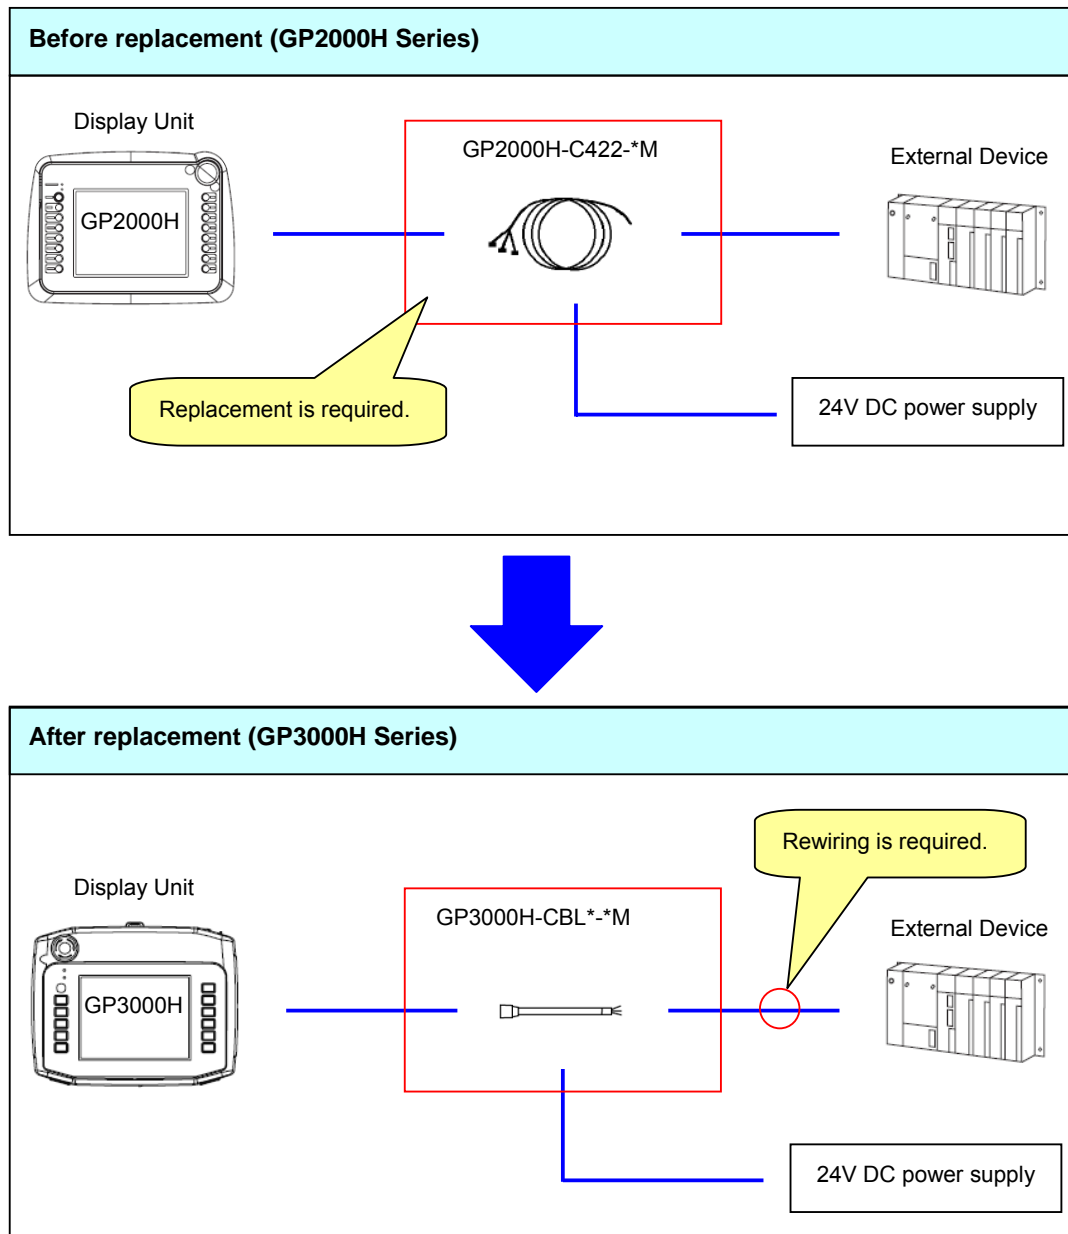 Before replacement (GP2000H Series)
Display Unit
GP2000H-C422-*M
External Device
GP2000H
Replacement is required.
24V DC power supply
After replacement (GP3000H Series)
Rewiring is required.
Display Unit
GP3000H-CBL*-*M
External Device
GP3000H
24V DC power supply